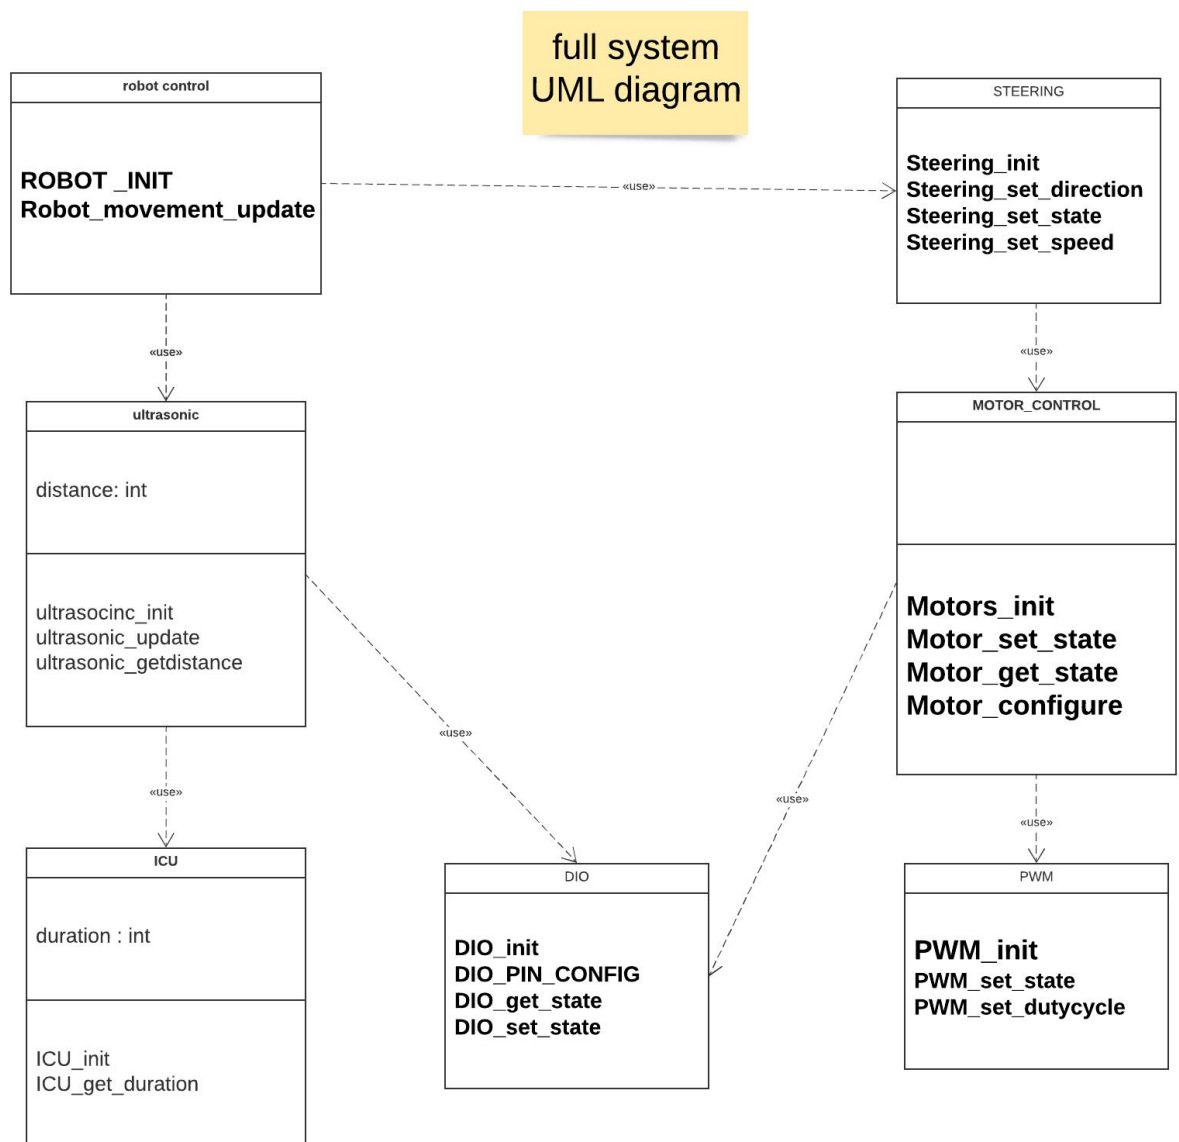 full system
UML diagram
robot control
ROBOT _INIT
Robot_movement_update
«use»
STEERING
Steering_init
Steering_set_direction
Steering_set_state
Steering_set_speed
«use»
«use»
ultrasonic
distance: int
ultrasocinc_init
ultrasonic_update
ultrasonic_getdistance
MOTOR_CONTROL
Motors_init
Motor_set_state
Motor_get_state
Motor_configure
«use»
«use»
«use»
«use»
ICU
duration : int
ICU_init
ICU_get_duration
DIO
DIO_init
DIO_PIN_CONFIG
DIO_get_state
DIO_set_state
PWM
PWM_init
PWM_set_state
PWM_set_dutycycle